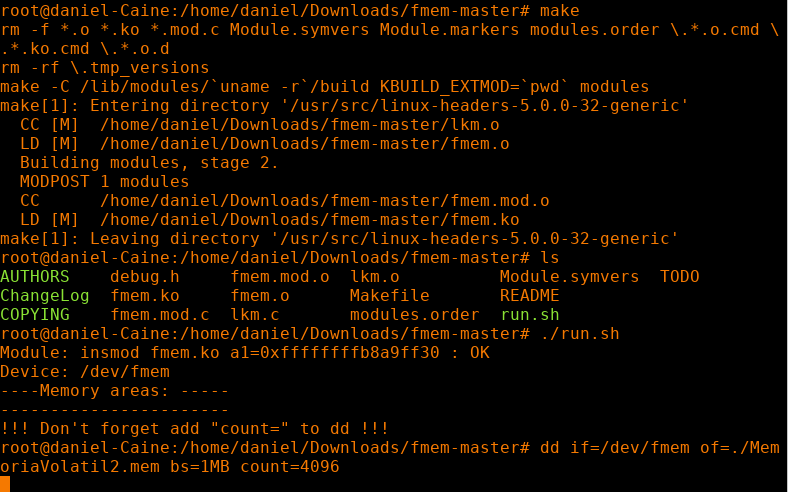 root@daniel-Caine:/home/daniel/Downloads/fmem-master# make
rm -f *.o *.ko *.mod.c Module.symvers Module.markers modules.order \.*.o.cmd \
.*.ko.cmd \.*.o.d
rm -rf \.tmp_versions
make -C /lib/modules/`uname -r`/build KBUILD_EXTMOD=`pwd` modules
make[1]: Entering directory '/usr/src/linux-headers-5.0.0-32-generic'
  CC [M]  /home/daniel/Downloads/fmem-master/lkm.o
  LD [M]  /home/daniel/Downloads/fmem-master/fmem.o
  Building modules, stage 2.
  MODPOST 1 modules
  CC      /home/daniel/Downloads/fmem-master/fmem.mod.o
  LD [M]  /home/daniel/Downloads/fmem-master/fmem.ko
make[1]: Leaving directory '/usr/src/linux-headers-5.0.0-32-generic'
root@daniel-Caine:/home/daniel/Downloads/fmem-master# ls
AUTHORS    debug.h     fmem.mod.o  lkm.o          Module.symvers  TODO
ChangeLog  fmem.ko     fmem.o      Makefile       README
COPYING    fmem.mod.c  lkm.c       modules.order  run.sh
root@daniel-Caine:/home/daniel/Downloads/fmem-master# ./run.sh
Module: insmod fmem.ko a1=0xffffffffb8a9ff30 : OK
Device: /dev/fmem
----Memory areas: -----
-----------------------
!!! Don't forget add "count=" to dd !!!
root@daniel-Caine:/home/daniel/Downloads/fmem-master# dd if=/dev/fmem of=./Mem
oriaVolatil2.mem bs=1MB count=4096